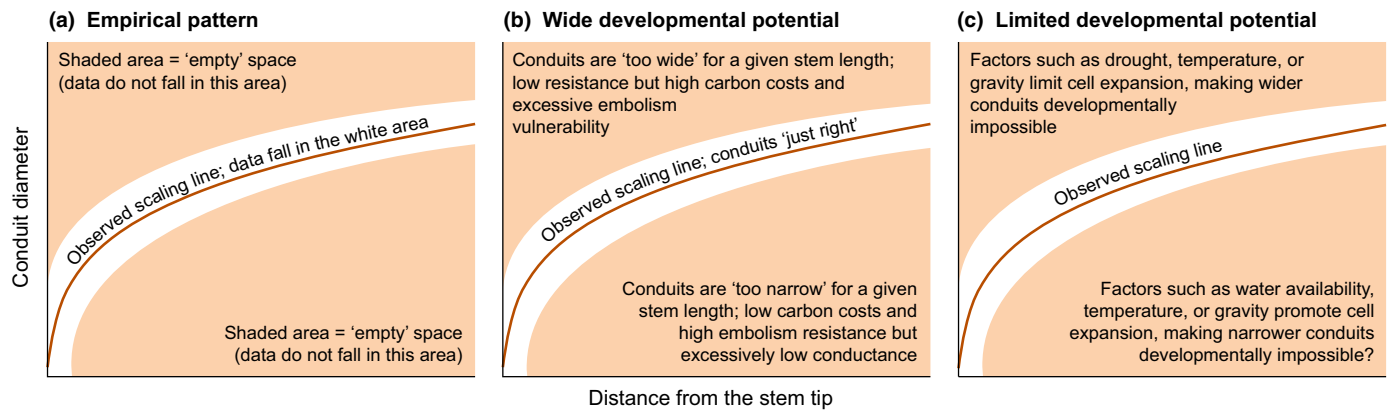 (a) Empirical pattern
Shaded area = ‘empty’ space
(data do not fall in this area)
Observed scaling line; data fall in the white area
Shaded area = ‘empty’ space
(data do not fall in this area)
Conduit diameter
(b) Wide developmental potential
Conduits are ‘too wide’ for a given stem length;
low resistance but high carbon costs and
excessive embolism
vulnerability
Observed scaling line; conduits ‘just right’
Conduits are ‘too narrow’ for a given
stem length; low carbon costs and
high embolism resistance but
excessively low conductance
Distance from the stem tip
(c) Limited developmental potential
Factors such as drought, temperature, or
gravity limit cell expansion, making wider
conduits developmentally
impossible
Observed scaling line
Factors such as water availability,
temperature, or gravity promote cell
expansion, making narrower conduits
developmentally impossible?